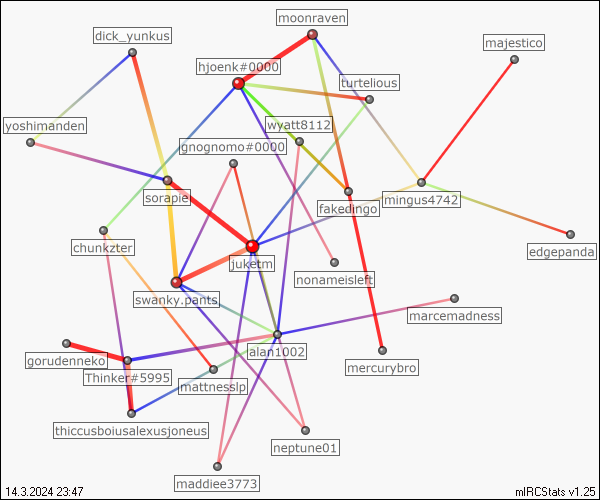 moonraven
dick_yunkus
majestico
hjoenk#0000
turtelious
yoshimanden
wyatt8112
gnognomo#0000
sorapie
mingus4742
fakedingo
chunkzter
edgepanda
juketm
nonameisleft
swanky.pants
marcemadness
alan1002
gorudenneko
mercurybro
Thinker#5995
mattnesslp
thiccusboiusalexusjoneus
neptune01
maddiee3773
14.3.2024 23:47
mIRCStats v1.25